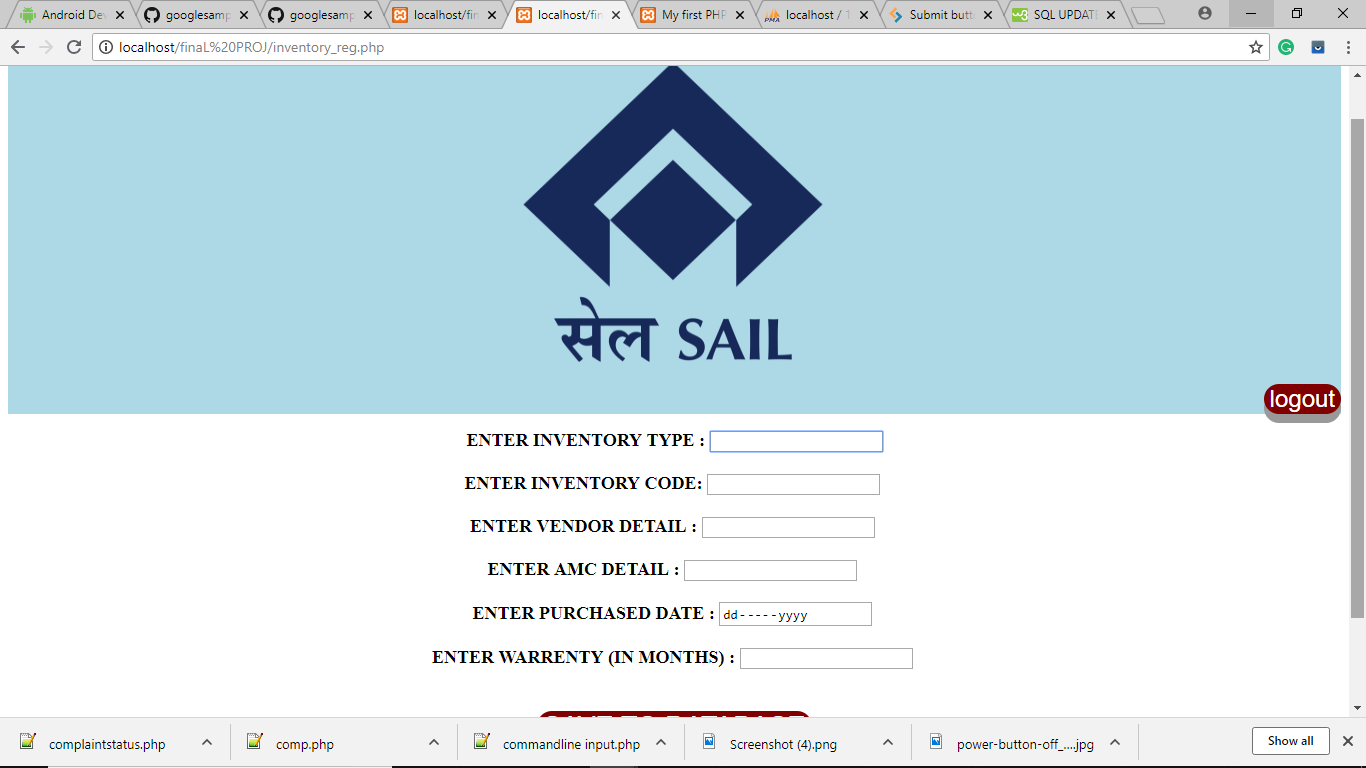 Android Dev
googlesamp
googlesamp
localhost/fin
localhost/fin
My first PHP
localhost / 1
Submit butt
SQL UPDATE
localhost/finaL%20PROJ/inventory_reg.php
सेल SAIL
logout
ENTER INVENTORY TYPE :
ENTER INVENTORY CODE:
ENTER VENDOR DETAIL :
ENTER AMC DETAIL :
ENTER PURCHASED DATE : dd-----yyyy
ENTER WARRENTY (IN MONTHS) :
complaintstatus.php
comp.php
commandline input.php
Screenshot (4).png
power-button-off_....jpg
Show all